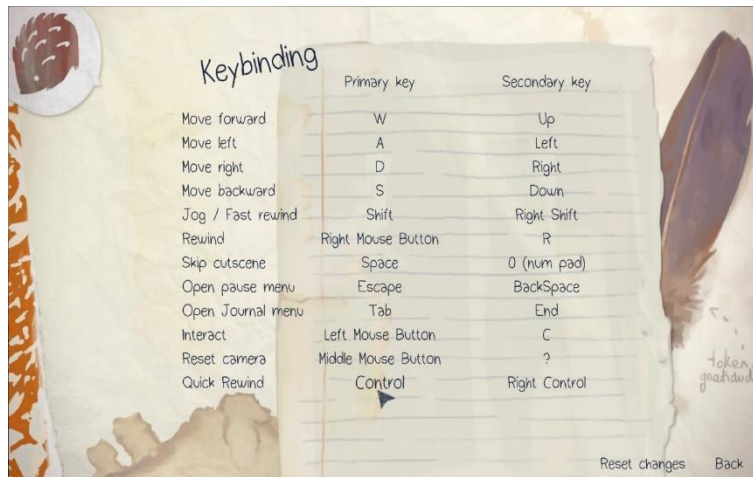 Keybinding
Primary key Secondary key
Move forward W Up
Move left A Left
Move right D Right
Move backward S Down
Jog / Fast rewind Shift Right Shift
Rewind Right Mouse Button R
Skip cutscene Space 0 (num pad)
Open pause menu Escape BackSpace
Open Journal menu Tab End
Interact Left Mouse Button C
Reset camera Middle Mouse Button ?
Quick Rewind Control Right Control
Reset changes Back